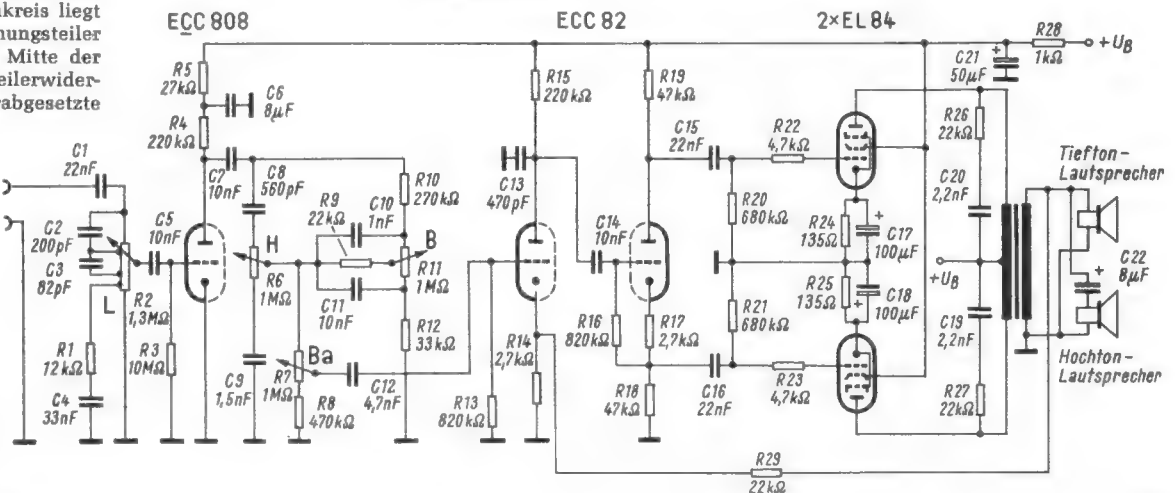 nkreis liegt
nungsteiler
Mitte der
eilerwider-
rabgesetzte
ECC 808
ECC 82
2×EL 84
R5
27kΩ
C6
8µF
R4
220kΩ
C1
22nF
C7
10nF
C8
560pF
C2
200pF
C3
82pF
C5
10nF
L
R2
1,3MΩ
R1
12kΩ
R3
10MΩ
C4
33nF
H
R6
1MΩ
R9
22kΩ
C10
1nF
R10
270kΩ
B
R11
1MΩ
C11
10nF
R12
33kΩ
Ba
R7
1MΩ
C9
1,5nF
R8
470kΩ
C12
4,7nF
R13
820kΩ
R15
220kΩ
C13
470pF
R14
2,7kΩ
C14
10nF
R19
47kΩ
R16
820kΩ
R17
2,7kΩ
R18
47kΩ
C15
22nF
R22
4,7kΩ
R20
680kΩ
R21
680kΩ
C16
22nF
R23
4,7kΩ
R24
135Ω
+
C17
100µF
R25
135Ω
+
C18
100µF
C21
50µF
+
R28
1kΩ
+UB
R26
22kΩ
C20
2,2nF
+UB
C19
2,2nF
R27
22kΩ
Tiefton-
Lautsprecher
C22
8µF
+
Hochton-
Lautsprecher
R29
22kΩ